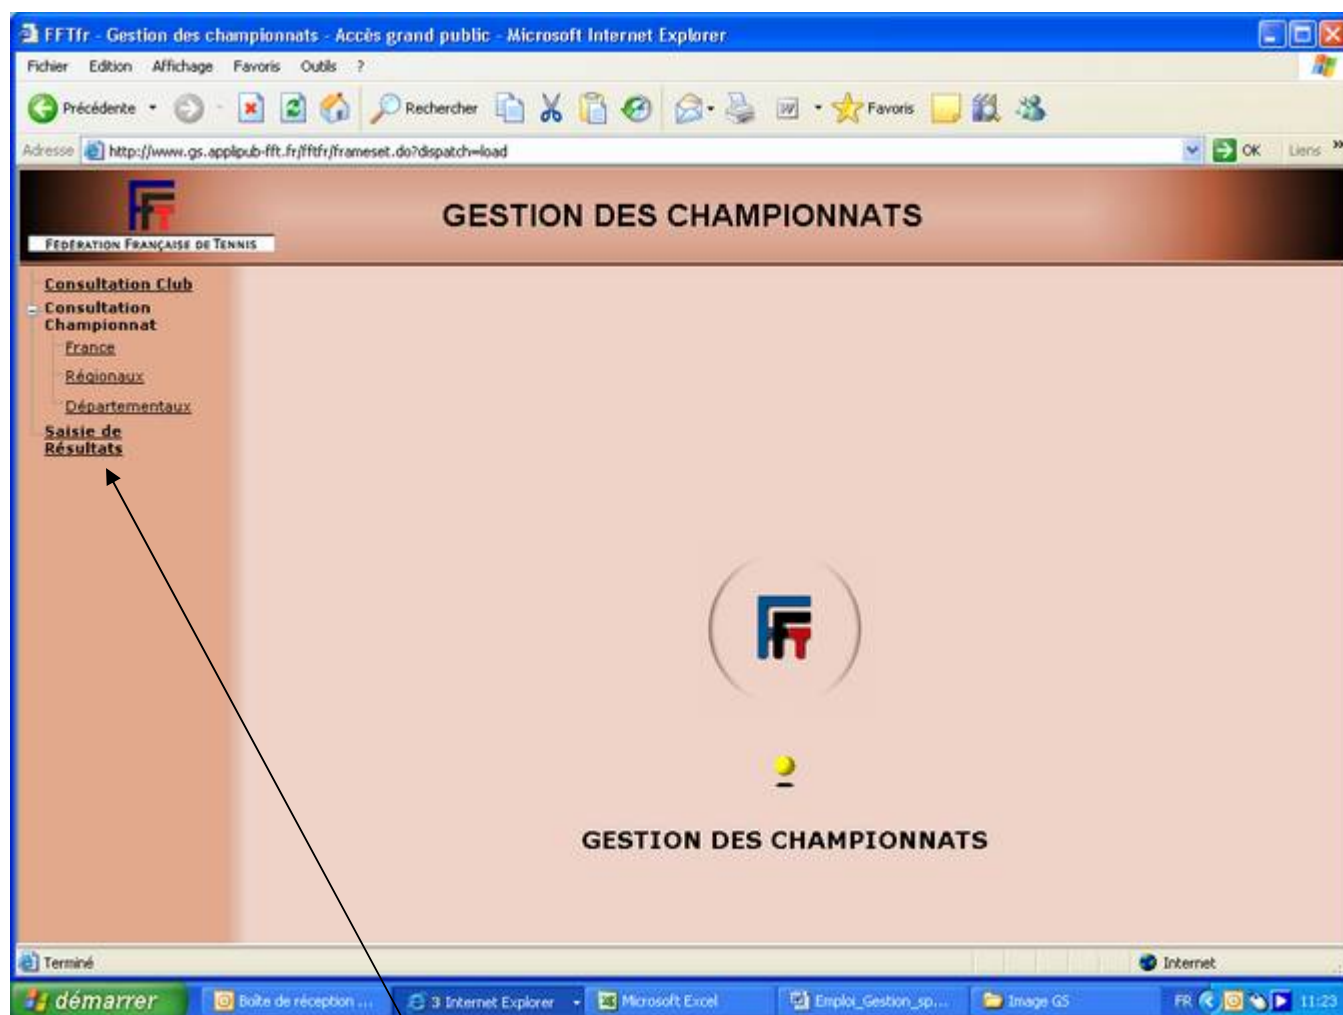 FFTfr - Gestion des championnats - Accès grand public - Microsoft Internet Explorer
Fichier Edition Affichage Favoris Outils ?
Précédente Rechercher Favoris
Adresse http://www.gs.applipub-fft.fr/fftfr/frameset.do?dispatch=load OK Liens »
FFT
FÉDÉRATION FRANÇAISE DE TENNIS
GESTION DES CHAMPIONNATS
Consultation Club
Consultation
Championnat
France
Régionaux
Départementaux
Saisie de
Résultats
FFT
GESTION DES CHAMPIONNATS
Terminé Internet
démarrer Boîte de réception ... 3 Internet Explorer Microsoft Excel Emploi_Gestion_sp... Image GS FR 11:23